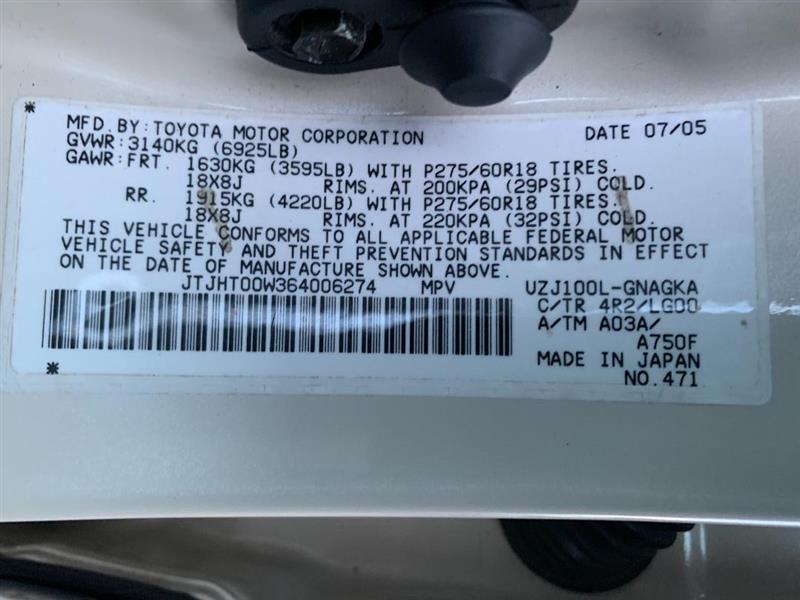 MFD. BY: TOYOTA MOTOR CORPORATION DATE 07/05
GVWR: 3140KG (6925LB)
GAWR: FRT. 1630KG (3595LB) WITH P275/60R18 TIRES.
18X8J RIMS. AT 200KPA (29PSI) COLD.
RR. 1915KG (4220LB) WITH P275/60R18 TIRES.
18X8J RIMS. AT 220KPA (32PSI) COLD.
THIS VEHICLE CONFORMS TO ALL APPLICABLE FEDERAL MOTOR
VEHICLE SAFETY AND THEFT PREVENTION STANDARDS IN EFFECT
ON THE DATE OF MANUFACTURE SHOWN ABOVE.
JTJHT00W364006274 MPV UZJ100L-GNAGKA
C/TR 4R2/LG00
A/TM A03A/
A750F
MADE IN JAPAN
NO.471